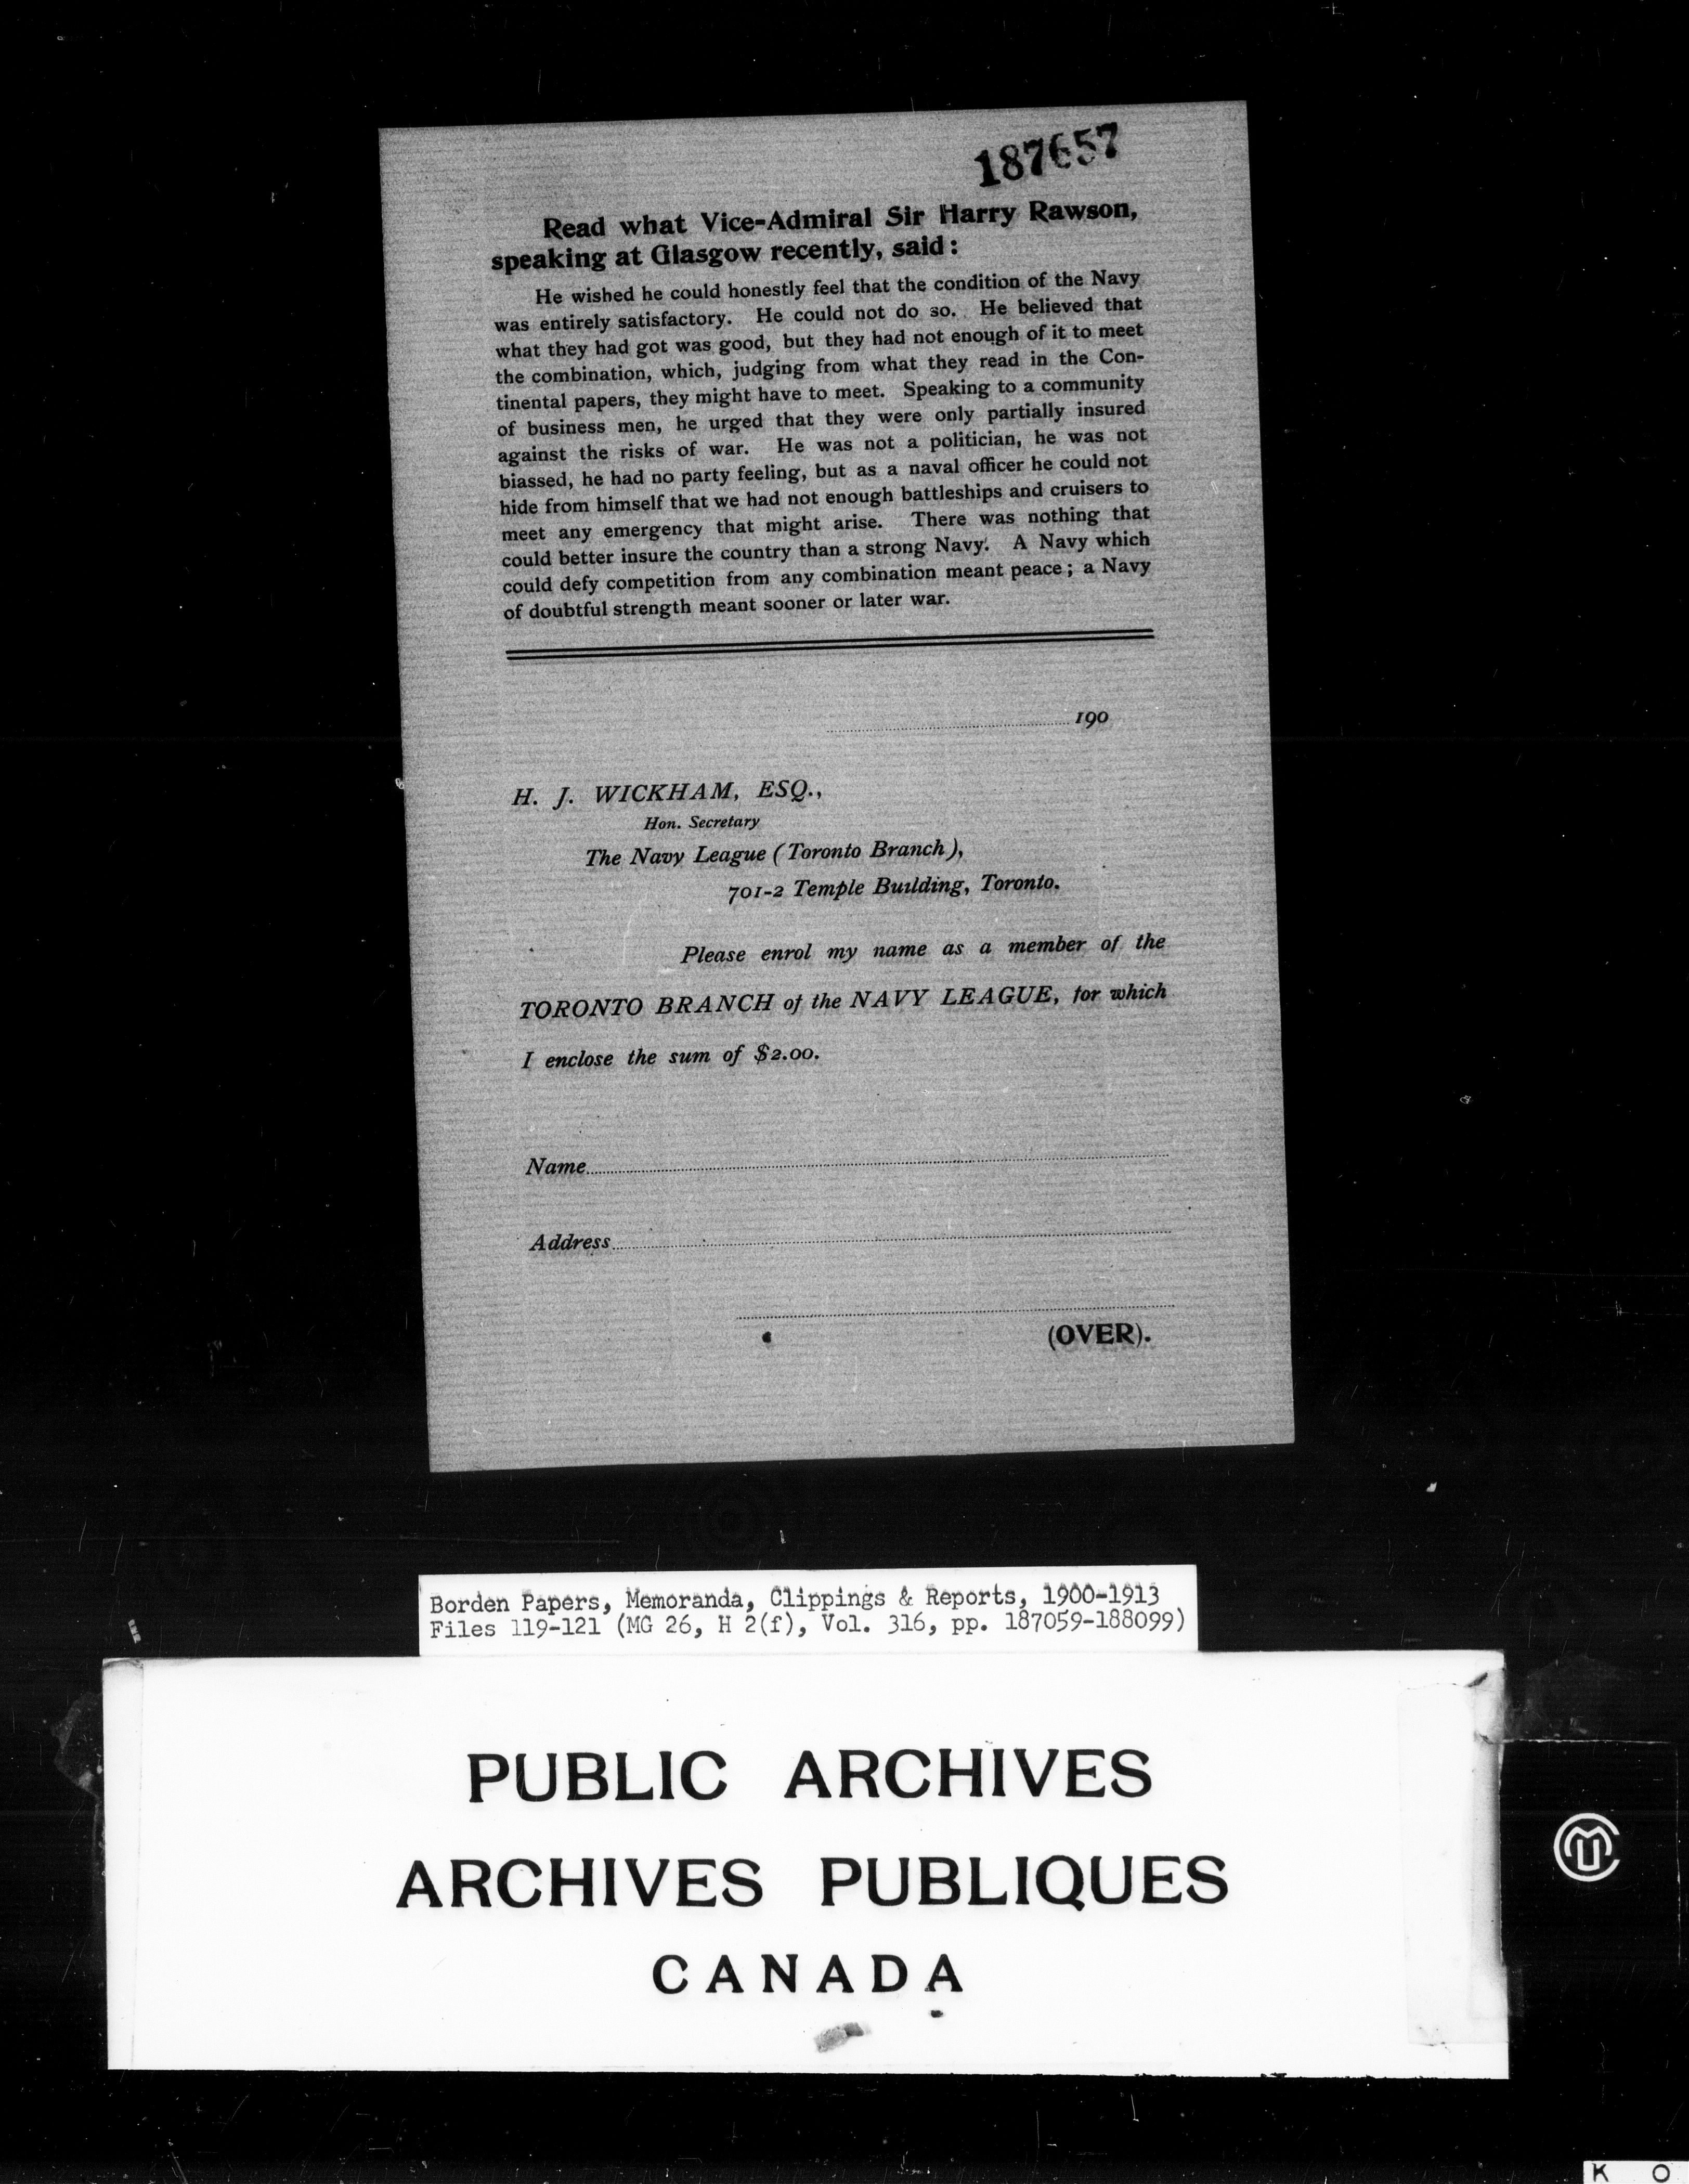 187657
Read what Vice-Admiral Sir Harry Rawson,
speaking at Glasgow recently, said:
He wished he could honestly feel that the condition of the Navy
was entirely satisfactory. He could not do so. He believed that
what they had got was good, but they had not enough of it to meet
the combination, which, judging from what they read in the Con-
tinental papers, they might have to meet. Speaking to a community
of business men, he urged that they were only partially insured
against the risks of war. He was not a politician, he was not
biassed, he had no party feeling, but as a naval officer he could not
hide from himself that we had not enough battleships and cruisers to
meet any emergency that might arise. There was nothing that
could better insure the country than a strong Navy. A Navy which
could defy competition from any combination meant peace; a Navy
of doubtful strength meant sooner or later war.
190
H. J. WICKHAM, ESQ.,
Hon. Secretary
The Navy League (Toronto Branch),
701-2 Temple Building, Toronto.
Please enrol my name as a member of the
TORONTO BRANCH of the NAVY LEAGUE, for which
I enclose the sum of $2.00.
Name
Address
(OVER).
Borden Papers, Memoranda, Clippings & Reports, 1900-1913
Files 119-121 (MG 26, H 2(f), Vol. 316, pp. 187059-188099)
PUBLIC ARCHIVES
ARCHIVES PUBLIQUES
CANADA
K O